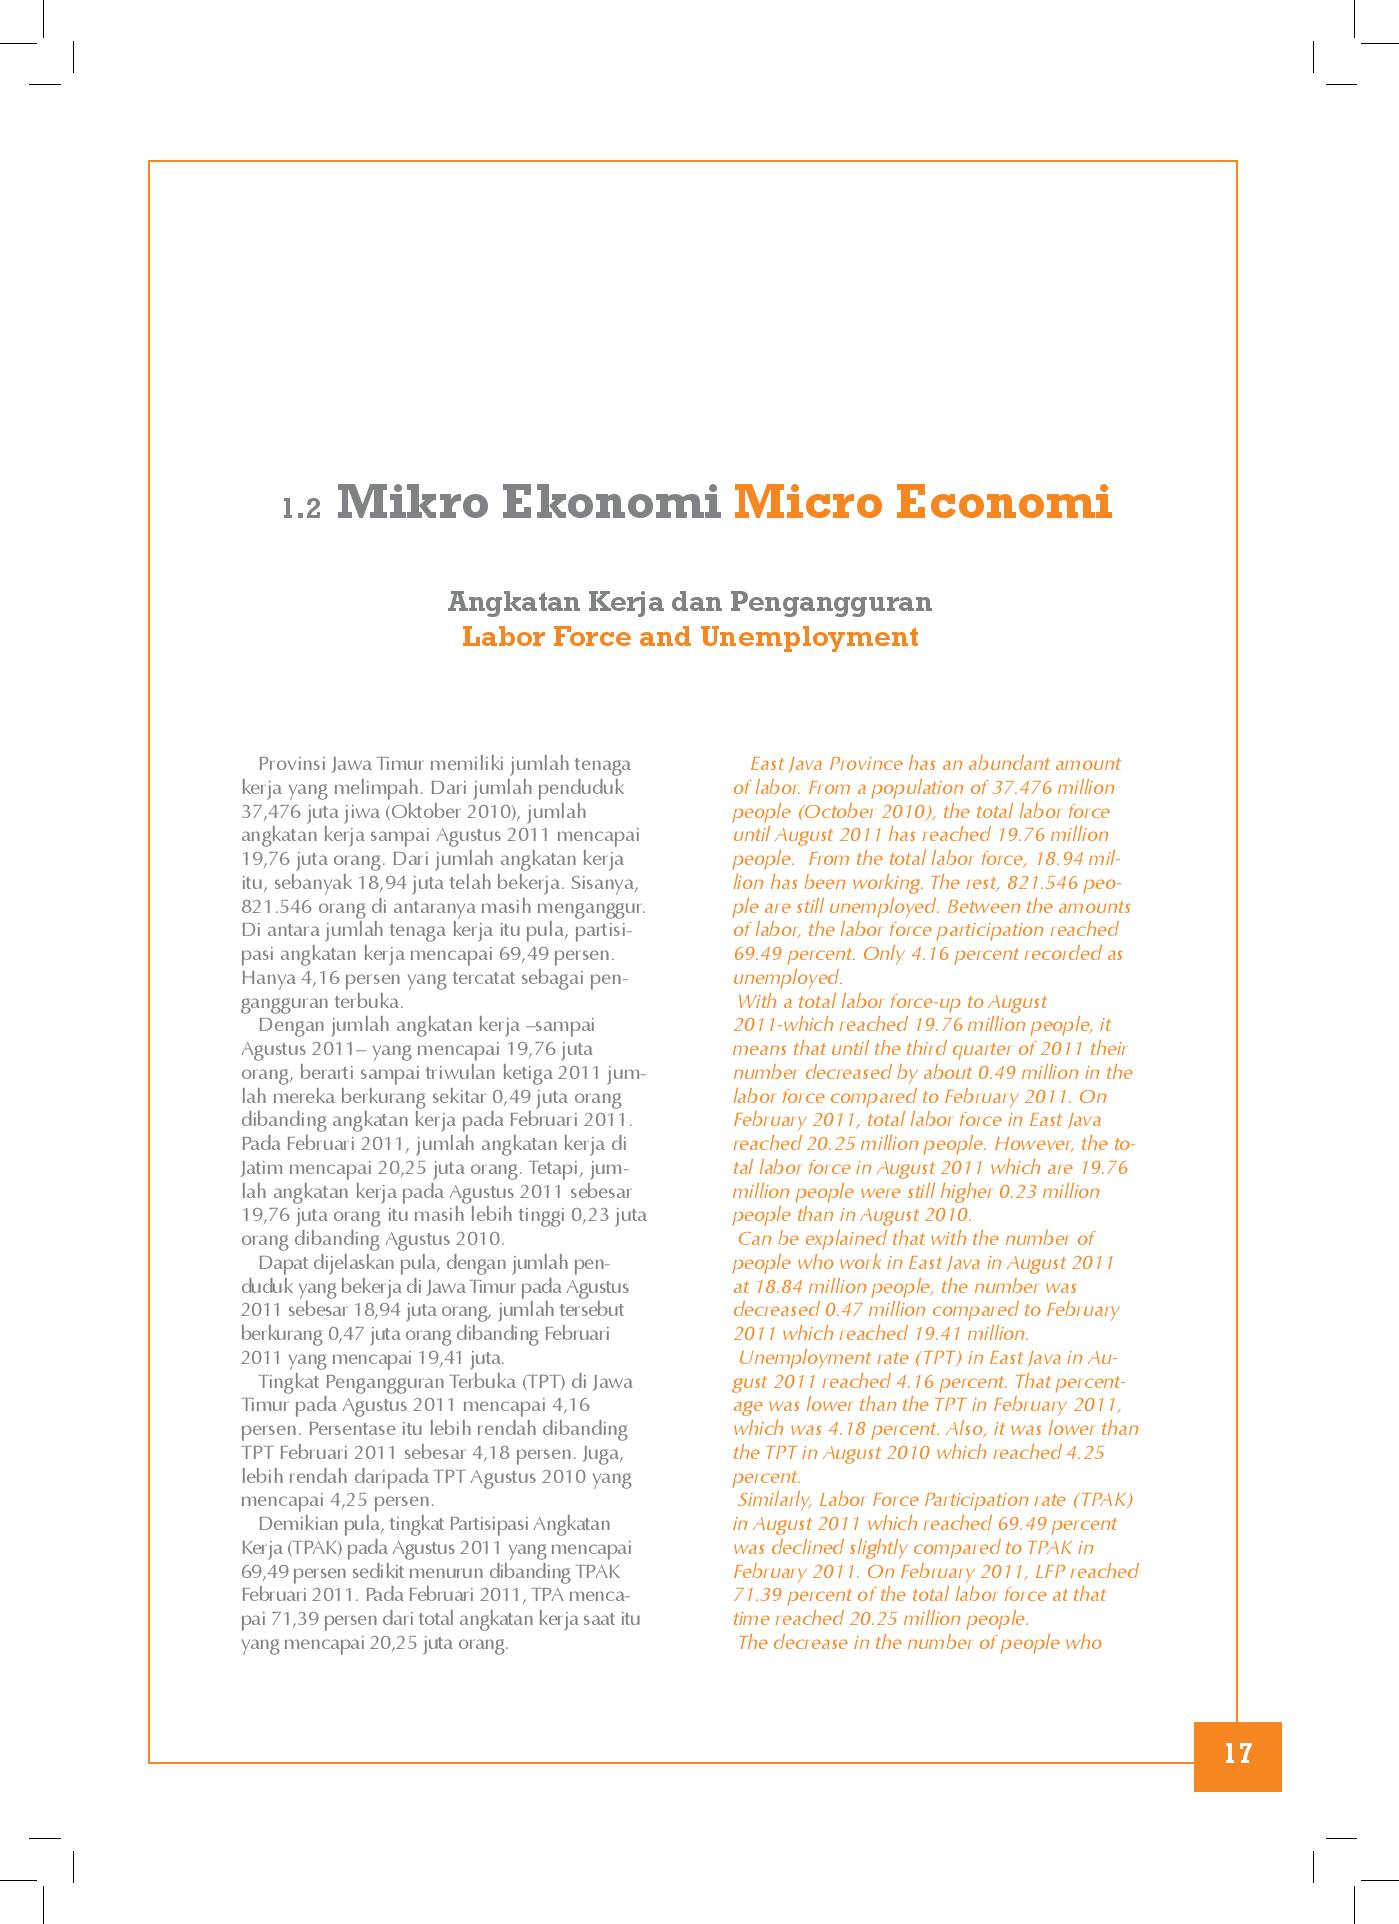 1.2 Mikro Ekonomi Micro Economi
Angkatan Kerja dan Pengangguran
Labor Force and Unemployment
Provinsi Jawa Timur memiliki jumlah tenaga
kerja yang melimpah. Dari jumlah penduduk
37,476 juta jiwa (Oktober 2010), jumlah
angkatan kerja sampai Agustus 2011 mencapai
19,76 juta orang. Dari jumlah angkatan kerja
itu, sebanyak 18,94 juta telah bekerja. Sisanya,
821.546 orang di antaranya masih menganggur.
Di antara jumlah tenaga kerja itu pula, partisi-
pasi angkatan kerja mencapai 69,49 persen.
Hanya 4,16 persen yang tercatat sebagai pen-
gangguran terbuka.
Dengan jumlah angkatan kerja –sampai
Agustus 2011– yang mencapai 19,76 juta
orang, berarti sampai triwulan ketiga 2011 jum-
lah mereka berkurang sekitar 0,49 juta orang
dibanding angkatan kerja pada Februari 2011.
Pada Februari 2011, jumlah angkatan kerja di
Jatim mencapai 20,25 juta orang. Tetapi, jum-
lah angkatan kerja pada Agustus 2011 sebesar
19,76 juta orang itu masih lebih tinggi 0,23 juta
orang dibanding Agustus 2010.
Dapat dijelaskan pula, dengan jumlah pen-
duduk yang bekerja di Jawa Timur pada Agustus
2011 sebesar 18,94 juta orang, jumlah tersebut
berkurang 0,47 juta orang dibanding Februari
2011 yang mencapai 19,41 juta.
Tingkat Pengangguran Terbuka (TPT) di Jawa
Timur pada Agustus 2011 mencapai 4,16
persen. Persentase itu lebih rendah dibanding
TPT Februari 2011 sebesar 4,18 persen. Juga,
lebih rendah daripada TPT Agustus 2010 yang
mencapai 4,25 persen.
Demikian pula, tingkat Partisipasi Angkatan
Kerja (TPAK) pada Agustus 2011 yang mencapai
69,49 persen sedikit menurun dibanding TPAK
Februari 2011. Pada Februari 2011, TPA menca-
pai 71,39 persen dari total angkatan kerja saat itu
yang mencapai 20,25 juta orang.
East Java Province has an abundant amount
of labor. From a population of 37.476 million
people (October 2010), the total labor force
until August 2011 has reached 19.76 million
people. From the total labor force, 18.94 mil-
lion has been working. The rest, 821.546 peo-
ple are still unemployed. Between the amounts
of labor, the labor force participation reached
69.49 percent. Only 4.16 percent recorded as
unemployed.
With a total labor force-up to August
2011-which reached 19.76 million people, it
means that until the third quarter of 2011 their
number decreased by about 0.49 million in the
labor force compared to February 2011. On
February 2011, total labor force in East Java
reached 20.25 million people. However, the to-
tal labor force in August 2011 which are 19.76
million people were still higher 0.23 million
people than in August 2010.
Can be explained that with the number of
people who work in East Java in August 2011
at 18.84 million people, the number was
decreased 0.47 million compared to February
2011 which reached 19.41 million.
Unemployment rate (TPT) in East Java in Au-
gust 2011 reached 4.16 percent. That percent-
age was lower than the TPT in February 2011,
which was 4.18 percent. Also, it was lower than
the TPT in August 2010 which reached 4.25
percent.
Similarly, Labor Force Participation rate (TPAK)
in August 2011 which reached 69.49 percent
was declined slightly compared to TPAK in
February 2011. On February 2011, LFP reached
71.39 percent of the total labor force at that
time reached 20.25 million people.
The decrease in the number of people who
17